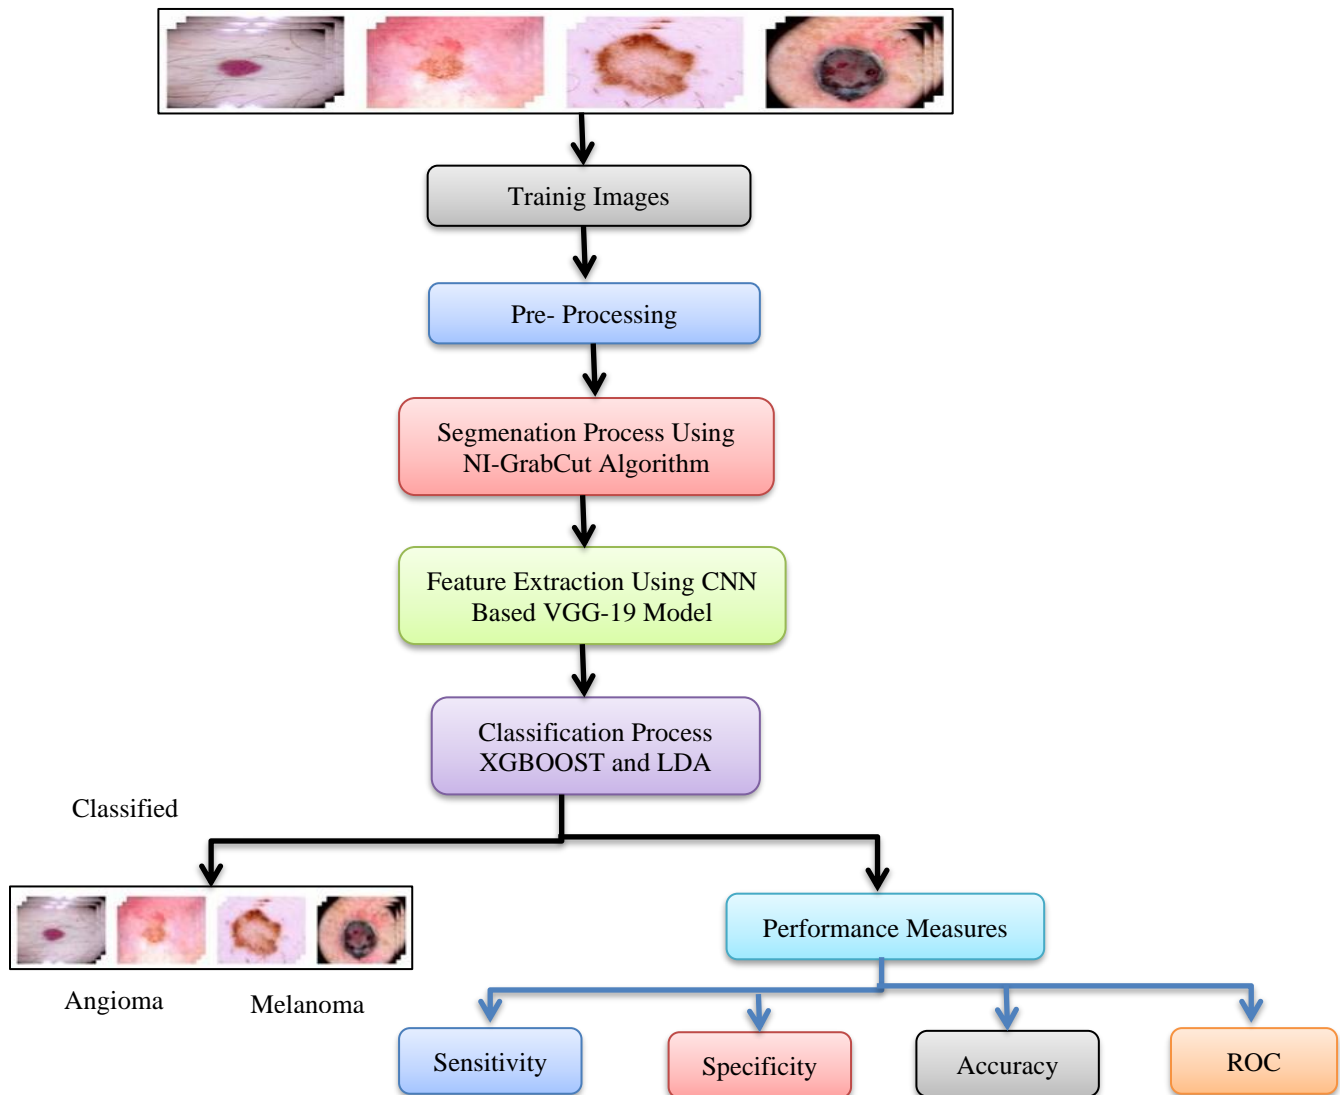 Trainig Images
Pre- Processing
Segmenation Process Using
NI-GrabCut Algorithm
Feature Extraction Using CNN
Based VGG-19 Model
Classification Process
XGBOOST and LDA
Classified
Performance Measures
Angioma
Melanoma
Sensitivity
Specificity
Accuracy
ROC